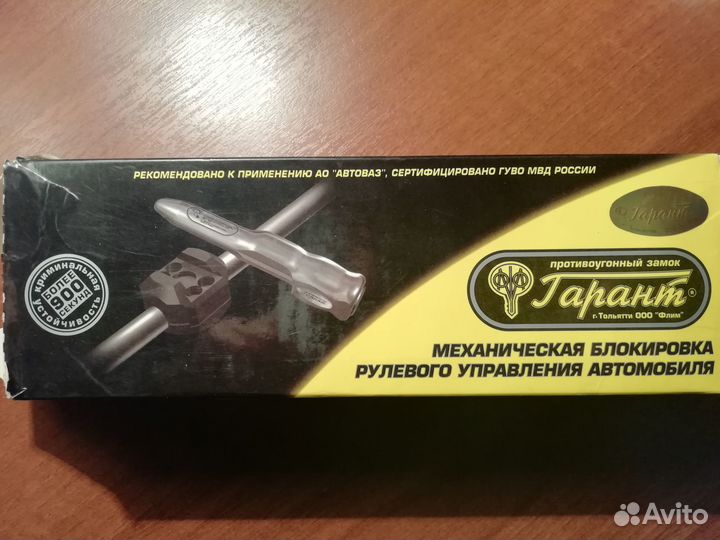 РЕКОМЕНДОВАНО К ПРИМЕНЕНИЮ АО "АВТОВАЗ", СЕРТИФИЦИРОВАНО ГУВО МВД РОССИИ
Гарант
КРИМИНАЛЬНАЯ
БОЛЕЕ
900
СЕКУНД
УСТОЙЧИВОСТЬ
Гарант
противоугонный замок
Гарант®
г. Тольятти ООО "Флим"
МЕХАНИЧЕСКАЯ БЛОКИРОВКА
РУЛЕВОГО УПРАВЛЕНИЯ АВТОМОБИЛЯ
Avito